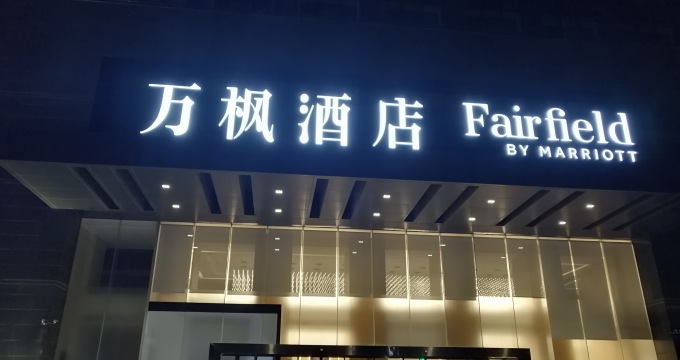 万枫酒店 Fairfield
BY MARRIOTT